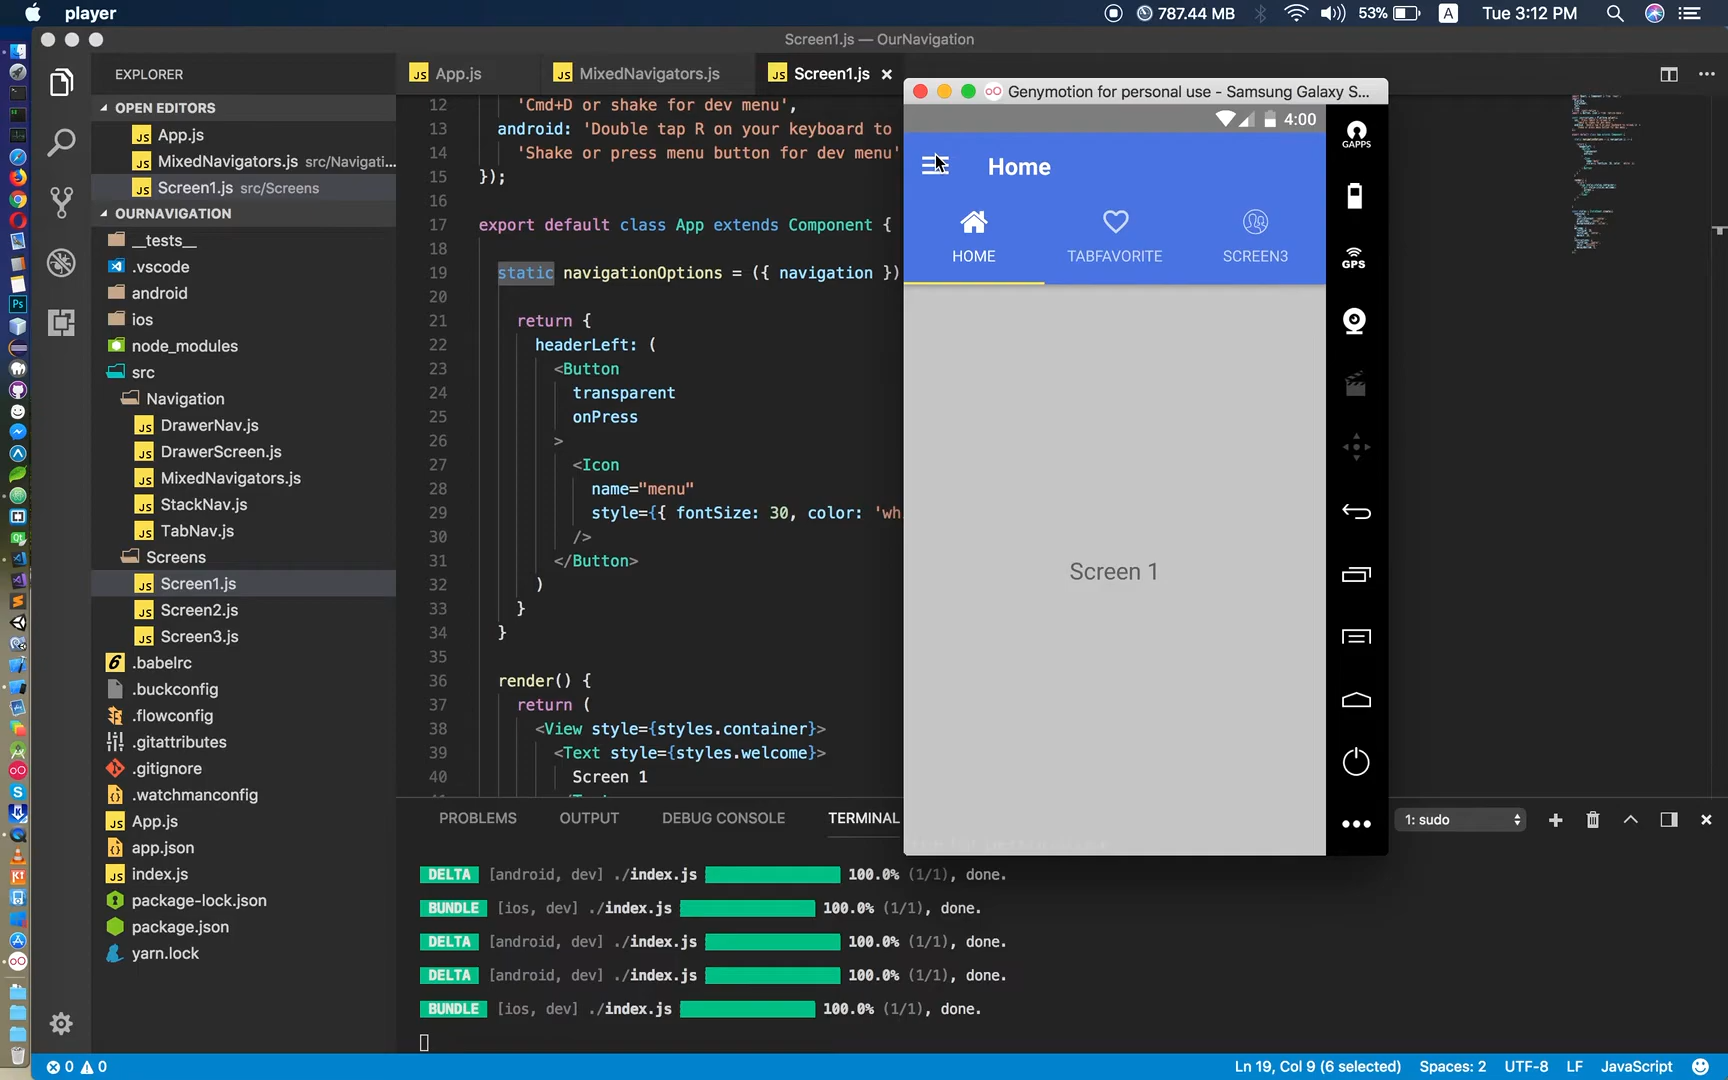 player
787.44 MB
53%
A
Tue 3:12 PM
Screen1.js — OurNavigation
EXPLORER
OPEN EDITORS
App.js
MixedNavigators.js src/Navigati...
Screen1.js src/Screens
OURNAVIGATION
__tests__
.vscode
android
ios
node_modules
src
Navigation
DrawerNav.js
DrawerScreen.js
MixedNavigators.js
StackNav.js
TabNav.js
Screens
Screen1.js
Screen2.js
Screen3.js
.babelrc
.buckconfig
.flowconfig
.gitattributes
.gitignore
.watchmanconfig
App.js
app.json
index.js
package-lock.json
package.json
yarn.lock
JS App.js
JS MixedNavigators.js
JS Screen1.js ×
12 'Cmd+D or shake for dev menu',
13 android: 'Double tap R on your keyboard to
14 'Shake or press menu button for dev menu'
15 });
16
17 export default class App extends Component {
18
19 static navigationOptions = ({ navigation })
20
21 return {
22 headerLeft: (
23 <Button
24 transparent
25 onPress
26 >
27 <Icon
28 name="menu"
29 style={{ fontSize: 30, color: 'wh
30 />
31 </Button>
32 )
33 }
34 }
35
36 render() {
37 return (
38 <View style={styles.container}>
39 <Text style={styles.welcome}>
40 Screen 1
Genymotion for personal use - Samsung Galaxy S...
4:00
Home
HOME
TABFAVORITE
SCREEN3
Screen 1
GAPPS
GPS
PROBLEMS
OUTPUT
DEBUG CONSOLE
TERMINAL
1: sudo
DELTA [android, dev] ./index.js 100.0% (1/1), done.
BUNDLE [ios, dev] ./index.js 100.0% (1/1), done.
DELTA [android, dev] ./index.js 100.0% (1/1), done.
DELTA [android, dev] ./index.js 100.0% (1/1), done.
BUNDLE [ios, dev] ./index.js 100.0% (1/1), done.
0 0
Ln 19, Col 9 (6 selected)
Spaces: 2
UTF-8
LF
JavaScript